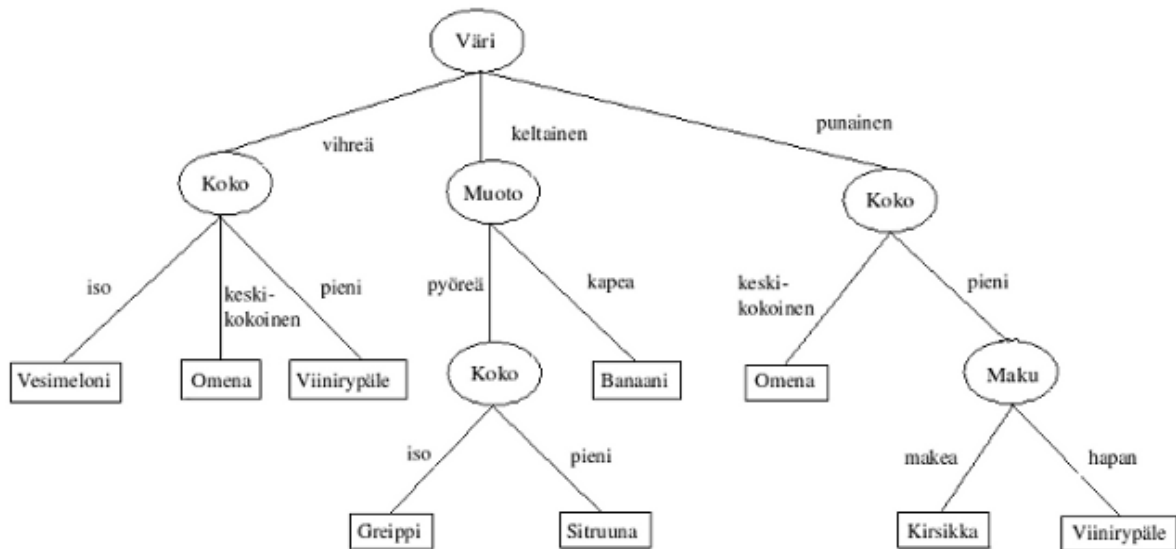 Väri
vihreä
keltainen
punainen
Koko
Muoto
Koko
iso
keski-
kokoinen
pieni
pyöreä
kapea
keski-
kokoinen
pieni
Vesimeloni
Omena
Viinirypäle
Koko
Banaani
Omena
Maku
iso
pieni
makea
hapan
Greippi
Sitruuna
Kirsikka
Viinirypäle